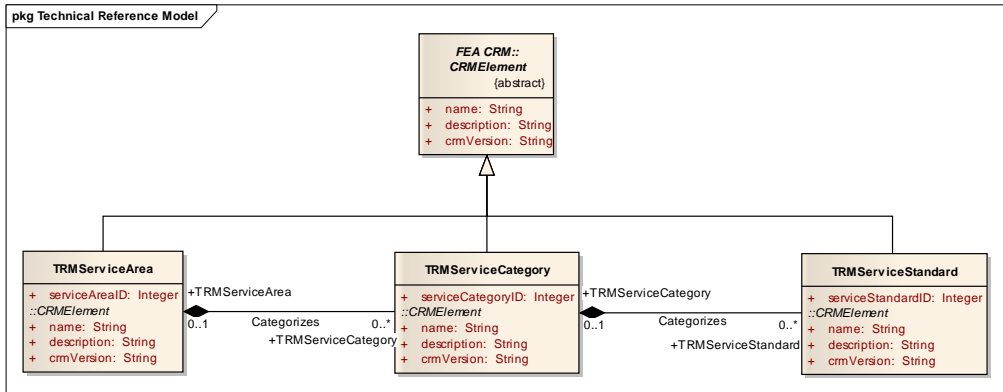 pkg Technical Reference Model
FEA CRM::
CRMElement
{abstract}
+ name: String
+ description: String
+ crmVersion: String
TRMServiceArea
+ serviceAreaID: Integer
::CRMElement
+ name: String
+ description: String
+ crmVersion: String
+TRMServiceArea
0..1
Categorizes
0..*
+TRMServiceCategory
TRMServiceCategory
+ serviceCategoryID: Integer
::CRMElement
+ name: String
+ description: String
+ crmVersion: String
+TRMServiceCategory
0..1
Categorizes
0..*
+TRMServiceStandard
TRMServiceStandard
+ serviceStandardID: Integer
::CRMElement
+ name: String
+ description: String
+ crmVersion: String